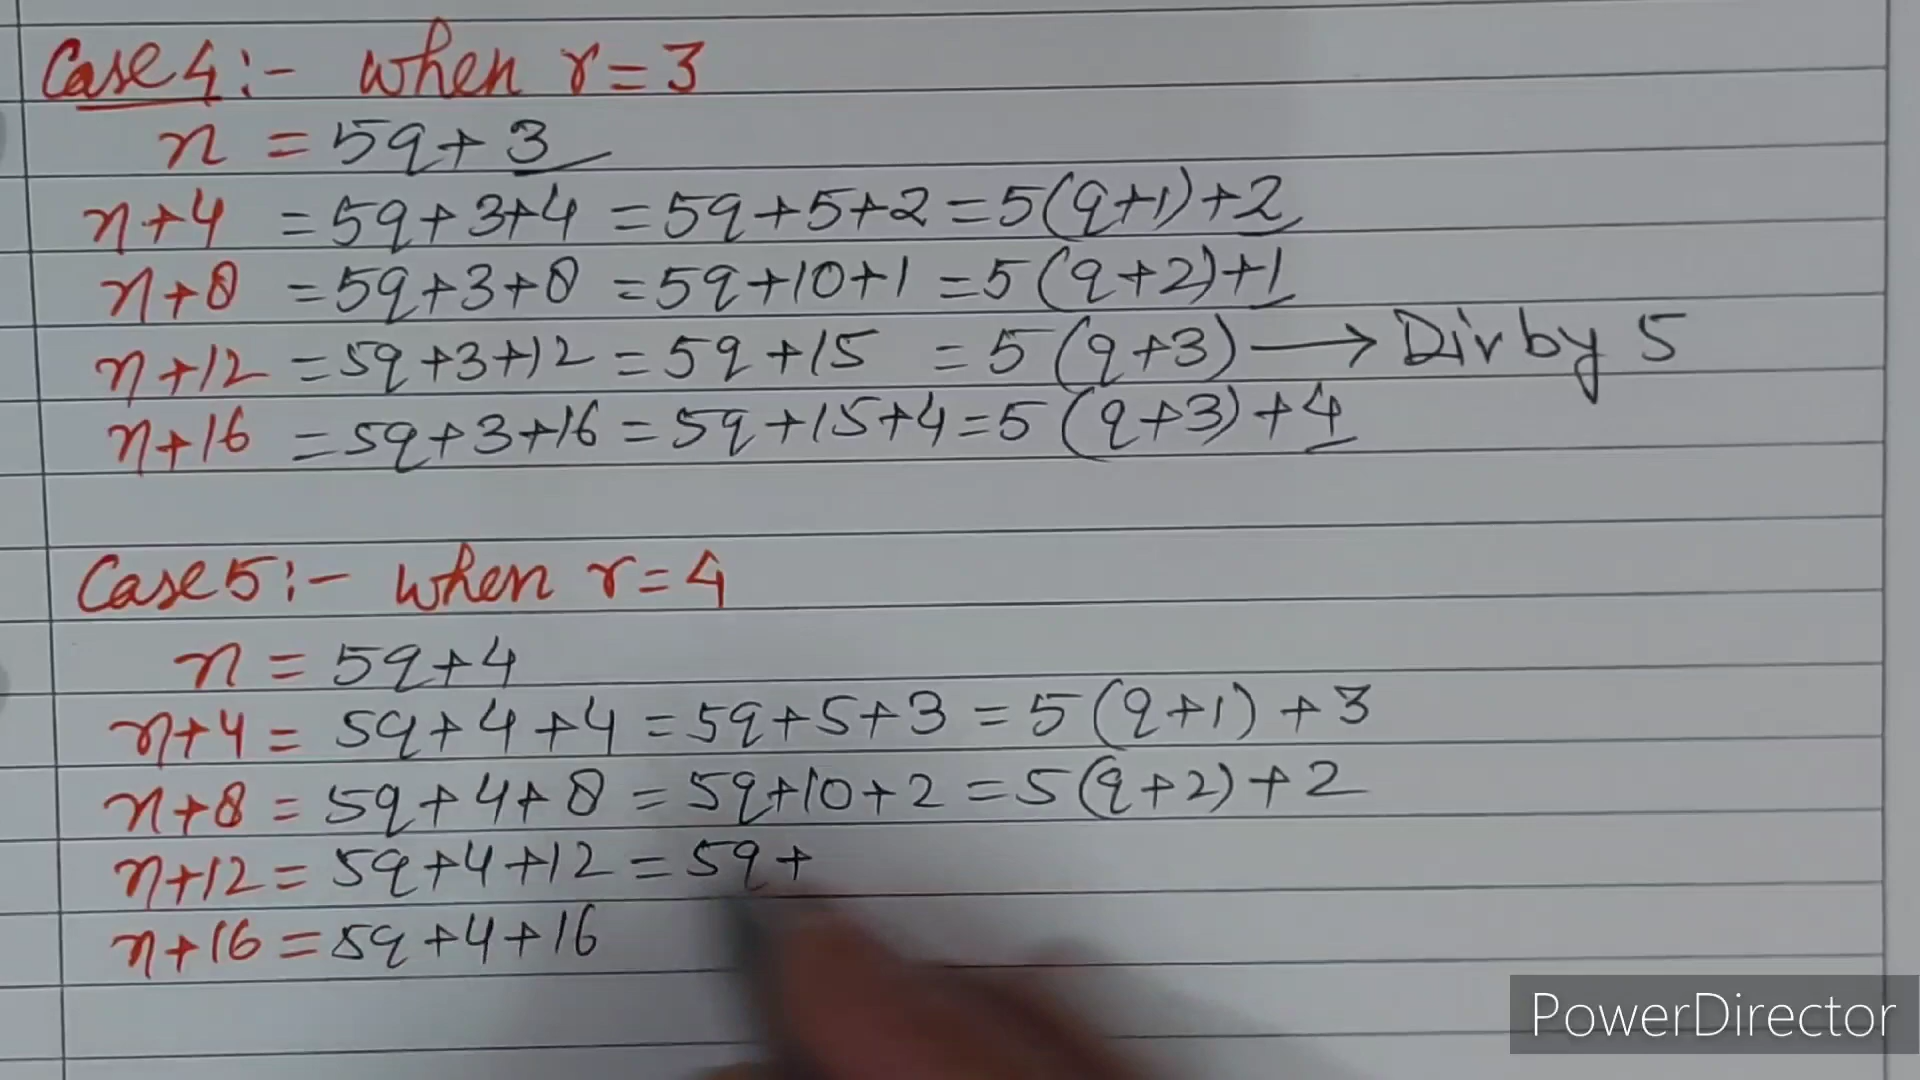 Case 4:- when r=3
n = 5q+3
n+4 = 5q+3+4 = 5q+5+2 = 5(q+1)+2
n+8 = 5q+3+8 = 5q+10+1 = 5(q+2)+1
n+12 = 5q+3+12 = 5q+15 = 5(q+3) → Div by 5
n+16 = 5q+3+16 = 5q+15+4 = 5(q+3)+4
Case 5:- when r=4
n = 5q+4
n+4 = 5q+4+4 = 5q+5+3 = 5(q+1)+3
n+8 = 5q+4+8 = 5q+10+2 = 5(q+2)+2
n+12 = 5q+4+12 = 5q+
n+16 = 5q+4+16
PowerDirector